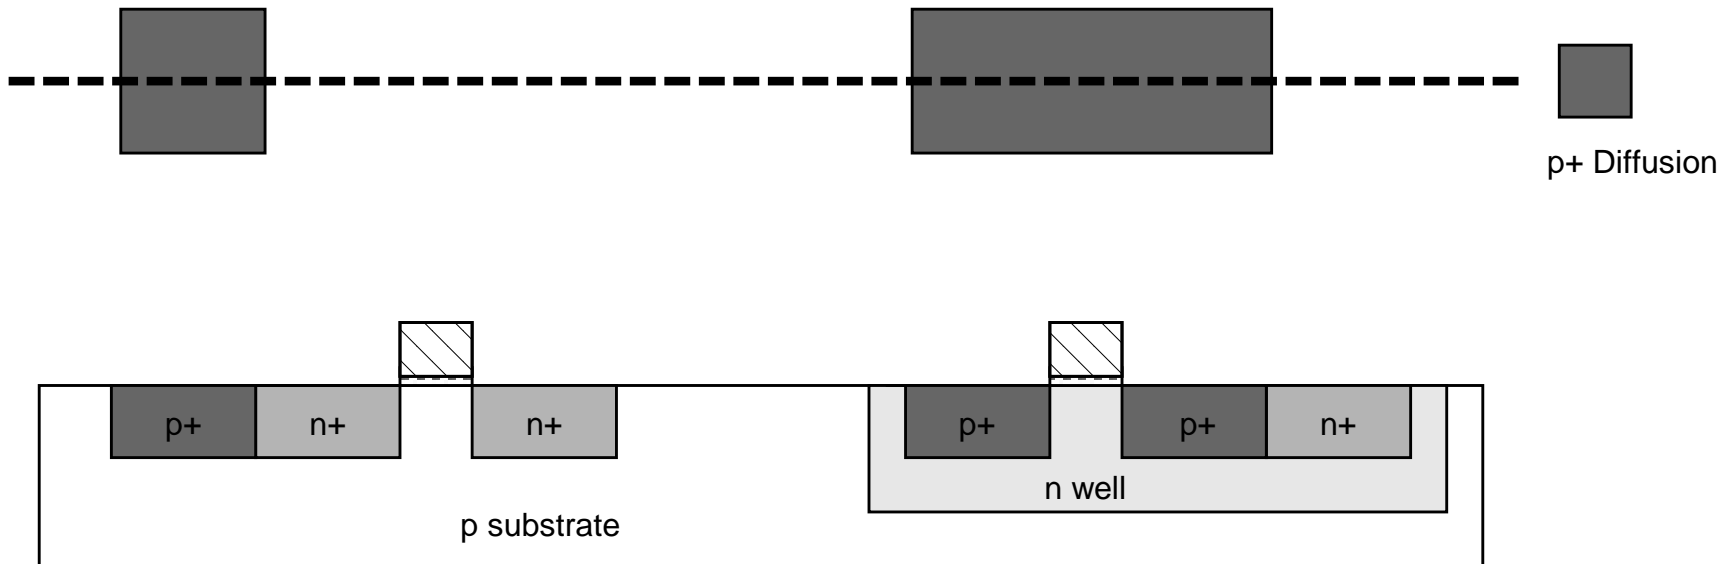 p+ Diffusion
p+
n+
n+
p+
p+
n+
n well
p substrate